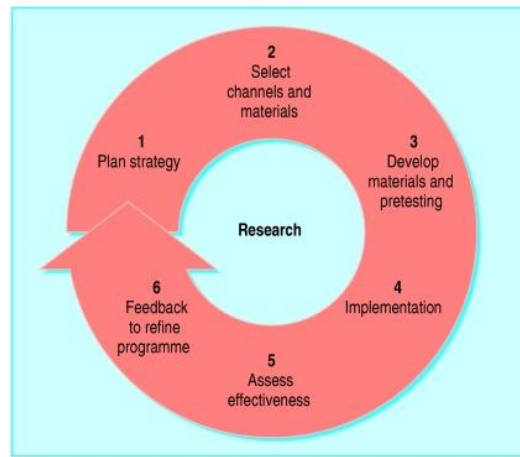 1
Plan strategy
2
Select
channels and
materials
3
Develop
materials and
pretesting
4
Implementation
5
Assess
effectiveness
6
Feedback
to refine
programme
Research